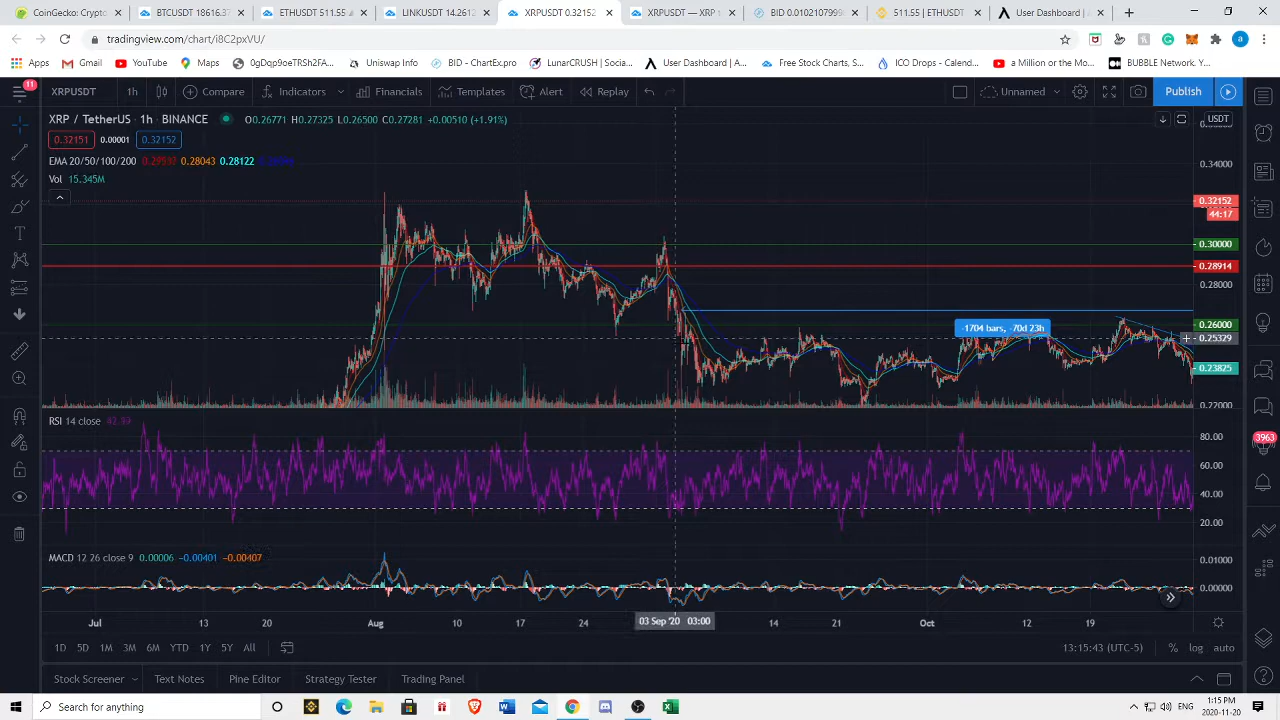 CoinGecko
BTCUSDT 18616.37
ETHUSDT 511.55
LINKUSDT 14.261
XRPUSDT 0.32152
XRPUSDT —
BID 0.0102107999
511.55 | ETHUSDT
User Dashboard
tradingview.com/chart/i8C2pxVU/
Apps
Gmail
YouTube
Maps
Uniswap Info
ChartEx.pro
LunarCRUSH | Social...
User Dashboard | A...
Free Stocks Charts, S...
ICO Drops - Calend...
a Million or the Mo...
BUBBLE Network. Y...
11
XRPUSDT
1h
Compare
Indicators
Financials
Templates
Alert
Replay
Unnamed
Publish
XRP / TetherUS · 1h · BINANCE
O0.26771 H0.27325 L0.26500 C0.27281 +0.00510 (+1.91%)
USDT
0.32151
0.00001
0.32152
EMA 20/50/100/200
0.28043
0.28122
Vol 15.345M
0.34000
0.32152
44:17
0.30000
0.28914
0.28000
0.26000
0.25329
0.23825
0.22000
-1704 bars, -70d 23h
RSI 14 close 42.39
80.00
60.00
40.00
20.00
3963
MACD 12 26 close 9 0.00006 −0.00401 −0.00407
0.01000
0.00000
Jul
13
20
Aug
10
17
24
03 Sep '20 03:00
14
21
Oct
12
19
1D
5D
1M
3M
6M
YTD
1Y
5Y
All
13:15:43 (UTC-5)
%
log
auto
Stock Screener
Text Notes
Pine Editor
Strategy Tester
Trading Panel
Search for anything
ENG
1:15 PM
2020-11-20